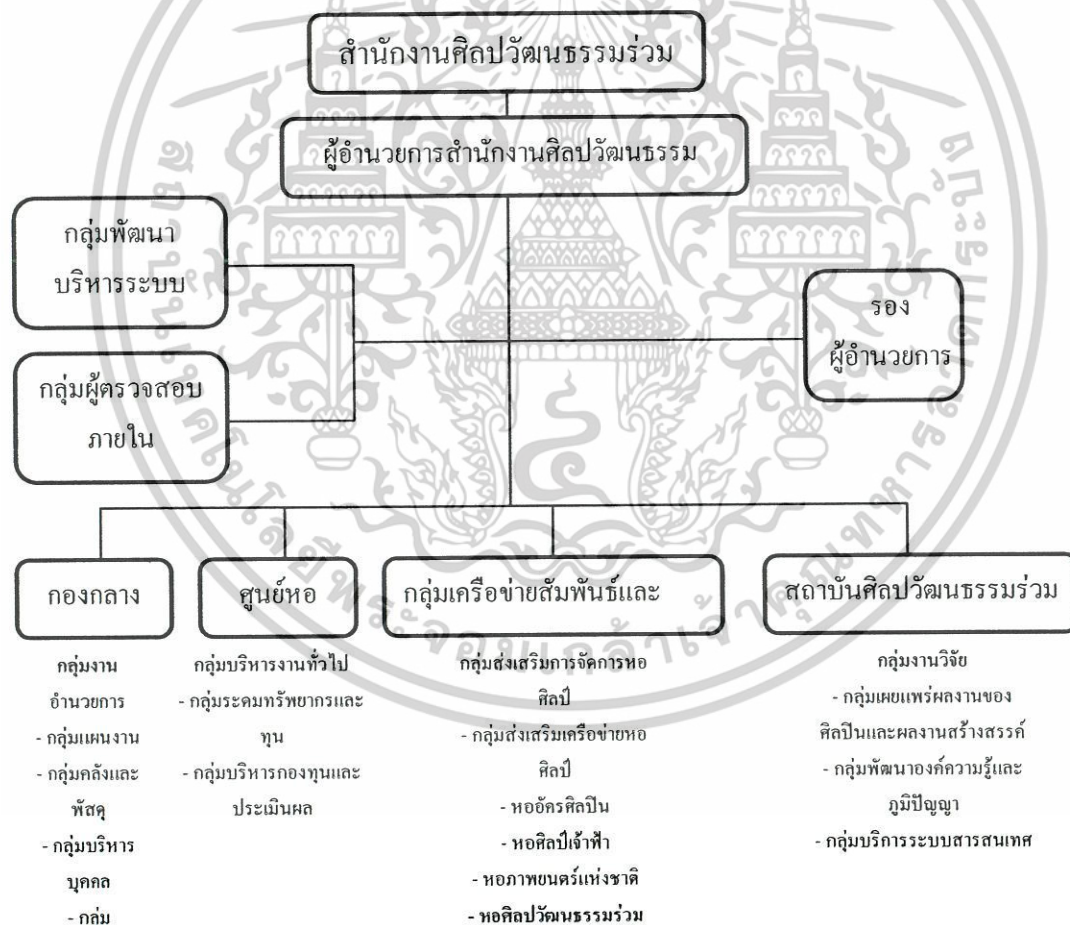 สำนักงานศิลปวัฒนธรรมร่วม
ผู้อำนวยการสำนักงานศิลปวัฒนธรรม
กลุ่มพัฒนา
บริหารระบบ
รอง
ผู้อำนวยการ
กลุ่มผู้ตรวจสอบ
ภายใน
กองกลาง
ศูนย์หอ
กลุ่มเครือข่ายสัมพันธ์และ
สถาบันศิลปวัฒนธรรมร่วม
กลุ่มงาน
อำนวยการ
- กลุ่มแผนงาน
- กลุ่มคลังและ
พัสดุ
- กลุ่มบริหาร
บุคคล
- กลุ่ม
กลุ่มบริหารงานทั่วไป
- กลุ่มระดมทรัพยากรและ
ทุน
- กลุ่มบริหารกองทุนและ
ประเมินผล
กลุ่มส่งเสริมการจัดการหอ
ศิลป์
- กลุ่มส่งเสริมเครือข่ายหอ
ศิลป์
- หออัครศิลปิน
- หอศิลป์เจ้าฟ้า
- หอภาพยนตร์แห่งชาติ
- หอศิลปวัฒนธรรมร่วม
กลุ่มงานวิจัย
- กลุ่มเผยแพร่ผลงานของ
ศิลปินและผลงานสร้างสรรค์
- กลุ่มพัฒนาองค์ความรู้และ
ภูมิปัญญา
- กลุ่มบริการระบบสารสนเทศ